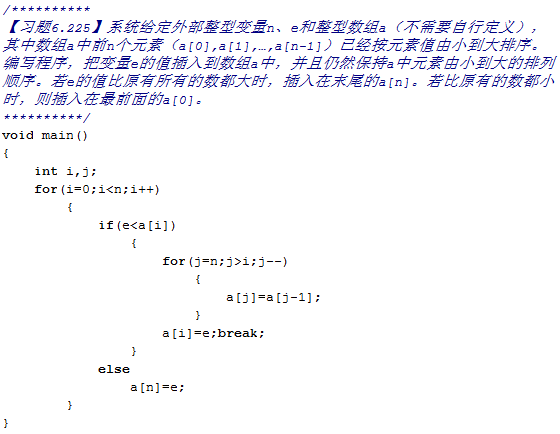 /**********
【习题6.225】系统给定外部整型变量n、e和整型数组a（不需要自行定义），
其中数组a中前n个元素（a[0],a[1],…,a[n-1]）已经按元素值由小到大排序。
编写程序，把变量e的值插入到数组a中，并且仍然保持a中元素由小到大的排列
顺序。若e的值比原有所有的数都大时，插入在末尾的a[n]。若比原有的数都小
时，则插入在最前面的a[0]。
**********/
void main()
{
    int i,j;
    for(i=0;i<n;i++)
        {
            if(e<a[i])
                {
                    for(j=n;j>i;j--)
                        {
                            a[j]=a[j-1];
                        }
                    a[i]=e;break;
                }
            else
                a[n]=e;
        }
}